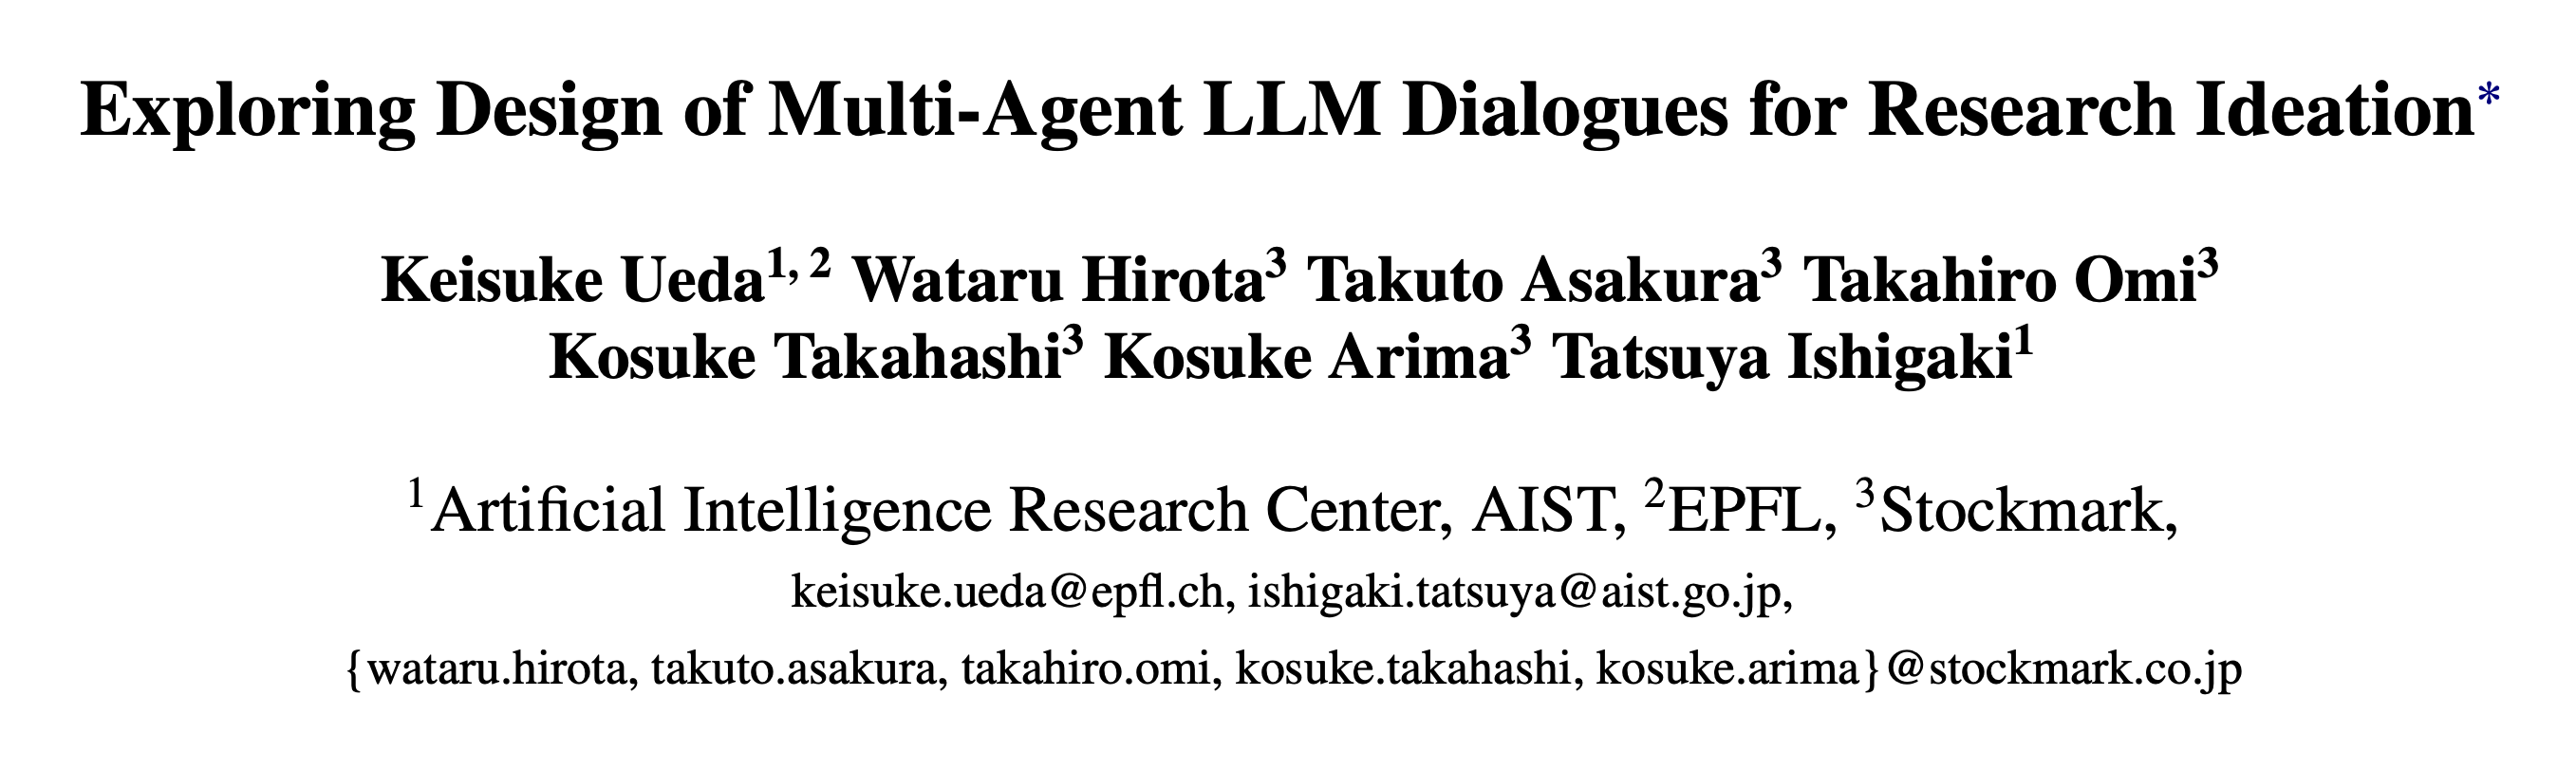 Exploring Design of Multi-Agent LLM Dialogues for Research Ideation*
Keisuke Ueda1, 2 Wataru Hirota3 Takuto Asakura3 Takahiro Omi3
Kosuke Takahashi3 Kosuke Arima3 Tatsuya Ishigaki1
1Artificial Intelligence Research Center, AIST, 2EPFL, 3Stockmark,
keisuke.ueda@epfl.ch, ishigaki.tatsuya@aist.go.jp,
{wataru.hirota, takuto.asakura, takahiro.omi, kosuke.takahashi, kosuke.arima}@stockmark.co.jp